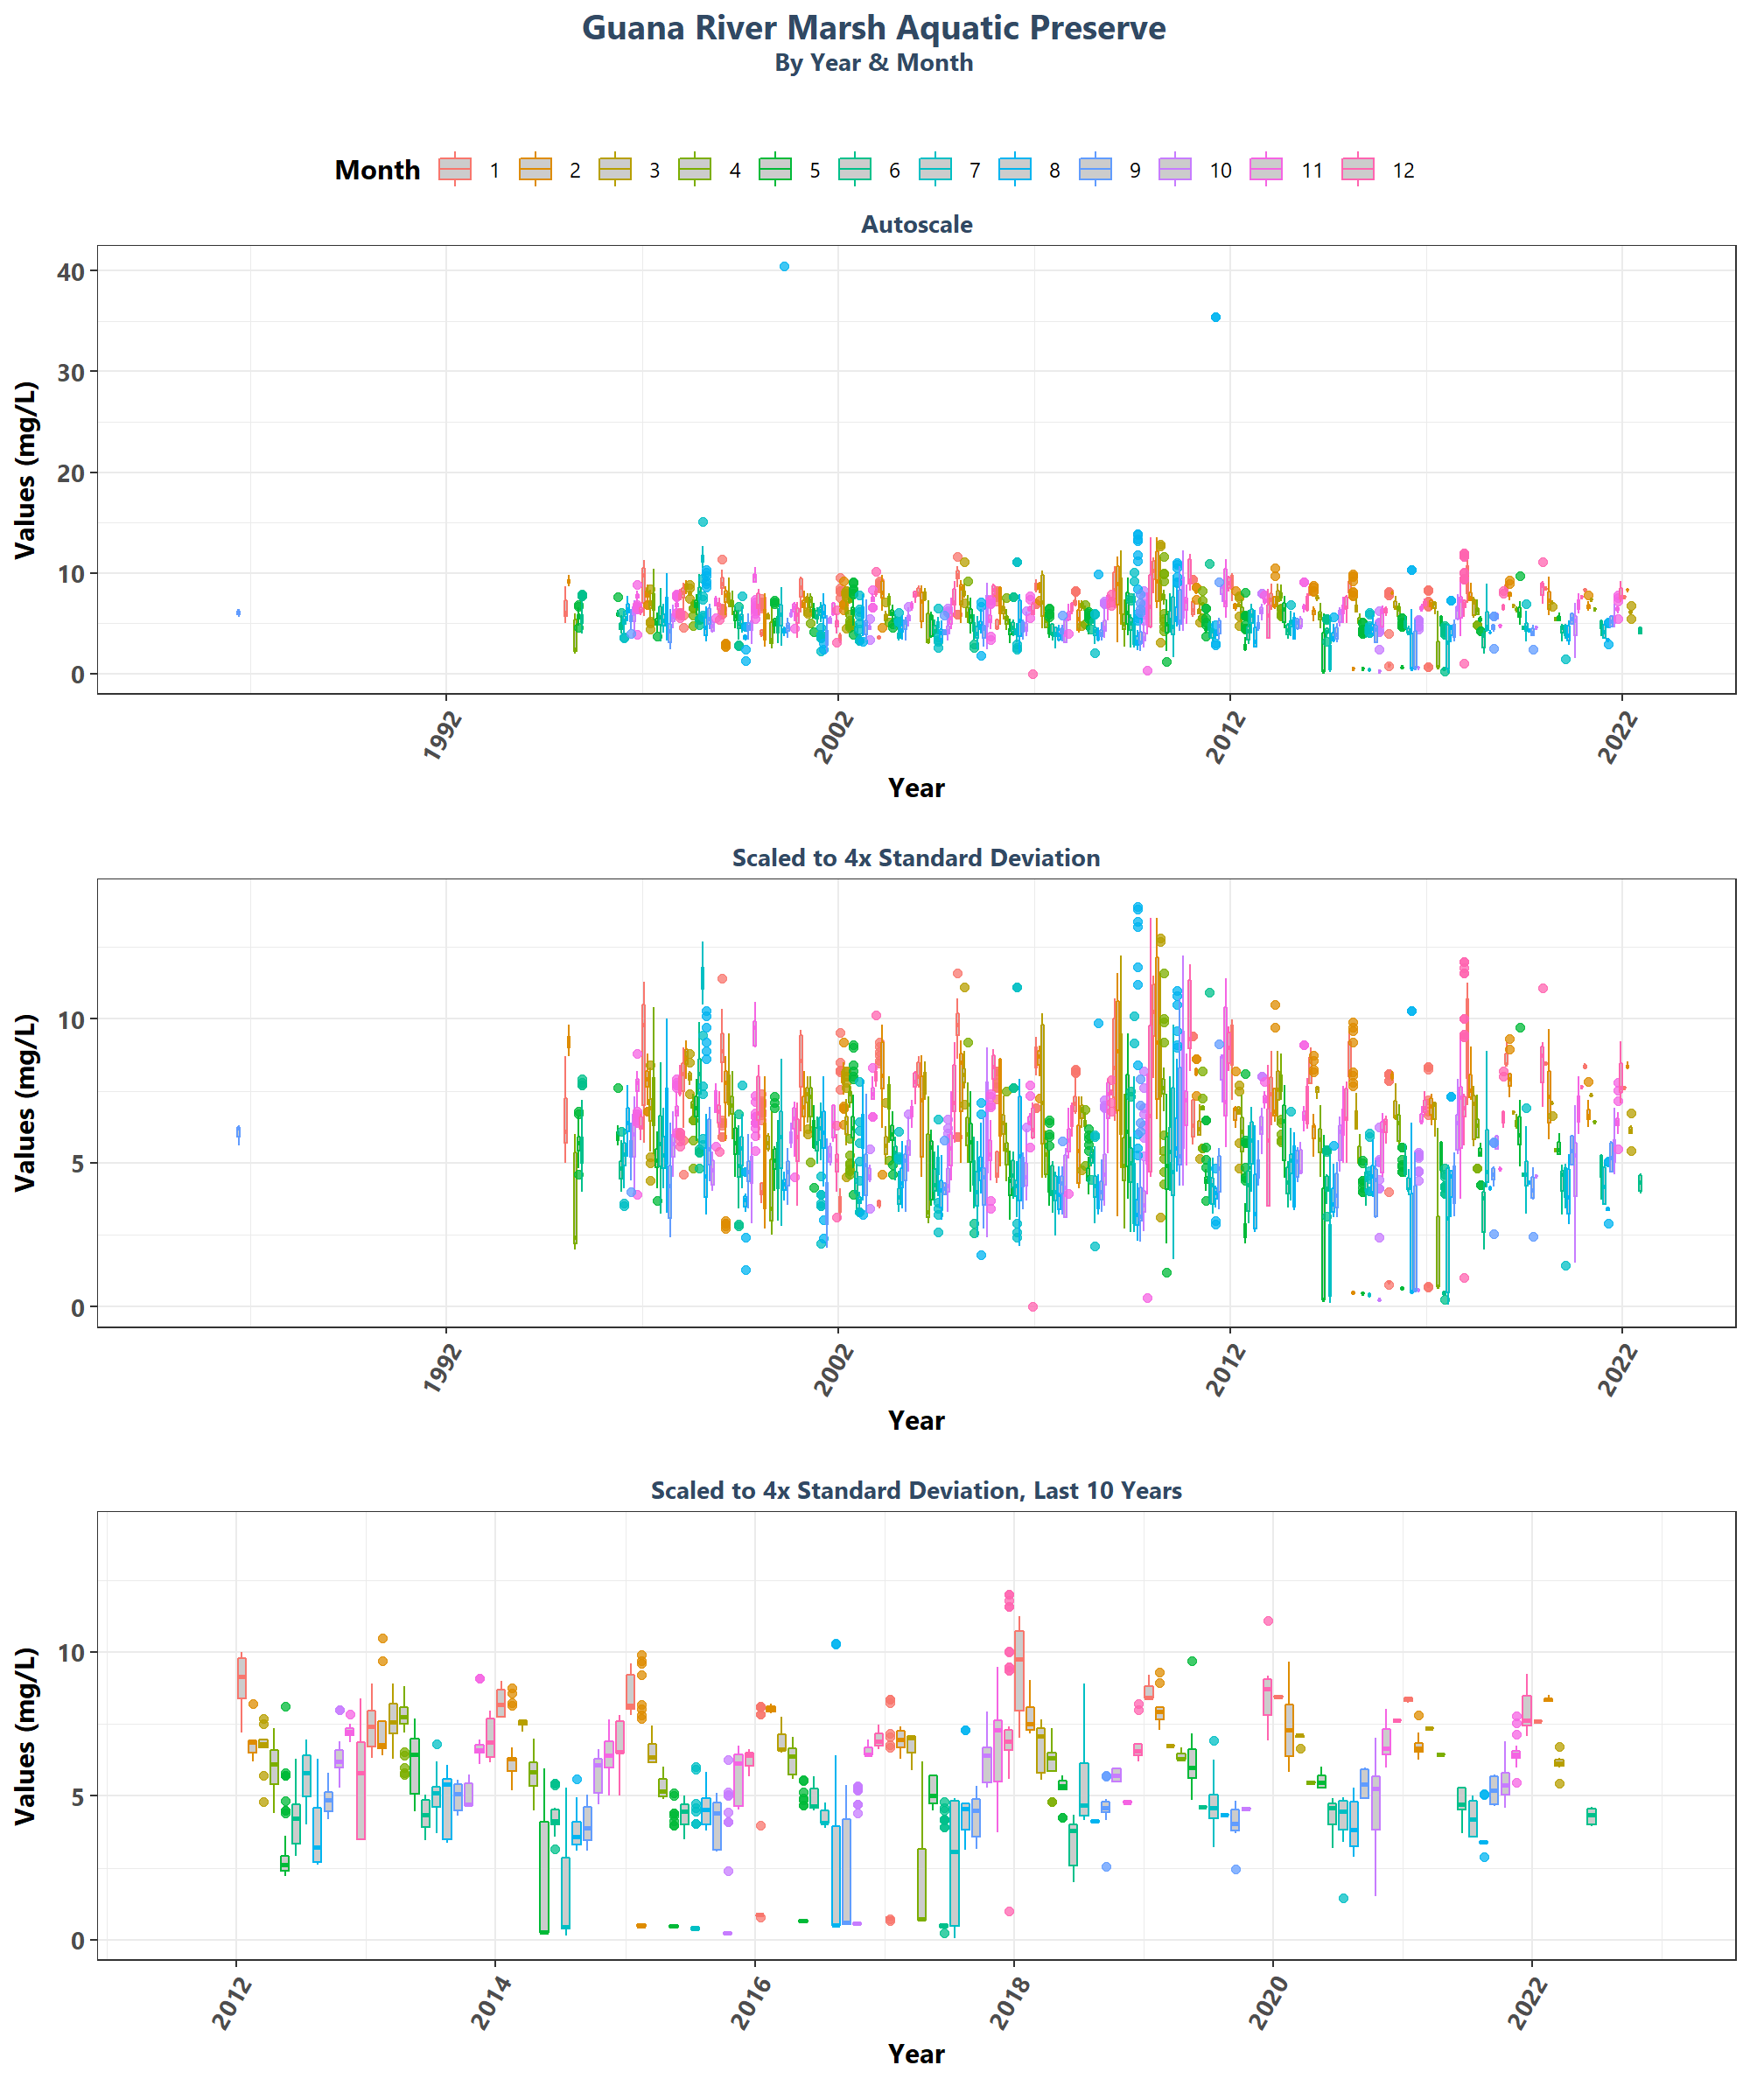 Guana River Marsh Aquatic Preserve
By Year & Month
Month 1 2 3 4 5 6 7 8 9 10 11 12
Autoscale
Values (mg/L)
40
30
20
10
0
1992 2002 2012 2022
Year
Scaled to 4x Standard Deviation
Values (mg/L)
10
5
0
1992 2002 2012 2022
Year
Scaled to 4x Standard Deviation, Last 10 Years
Values (mg/L)
10
5
0
2012 2014 2016 2018 2020 2022
Year